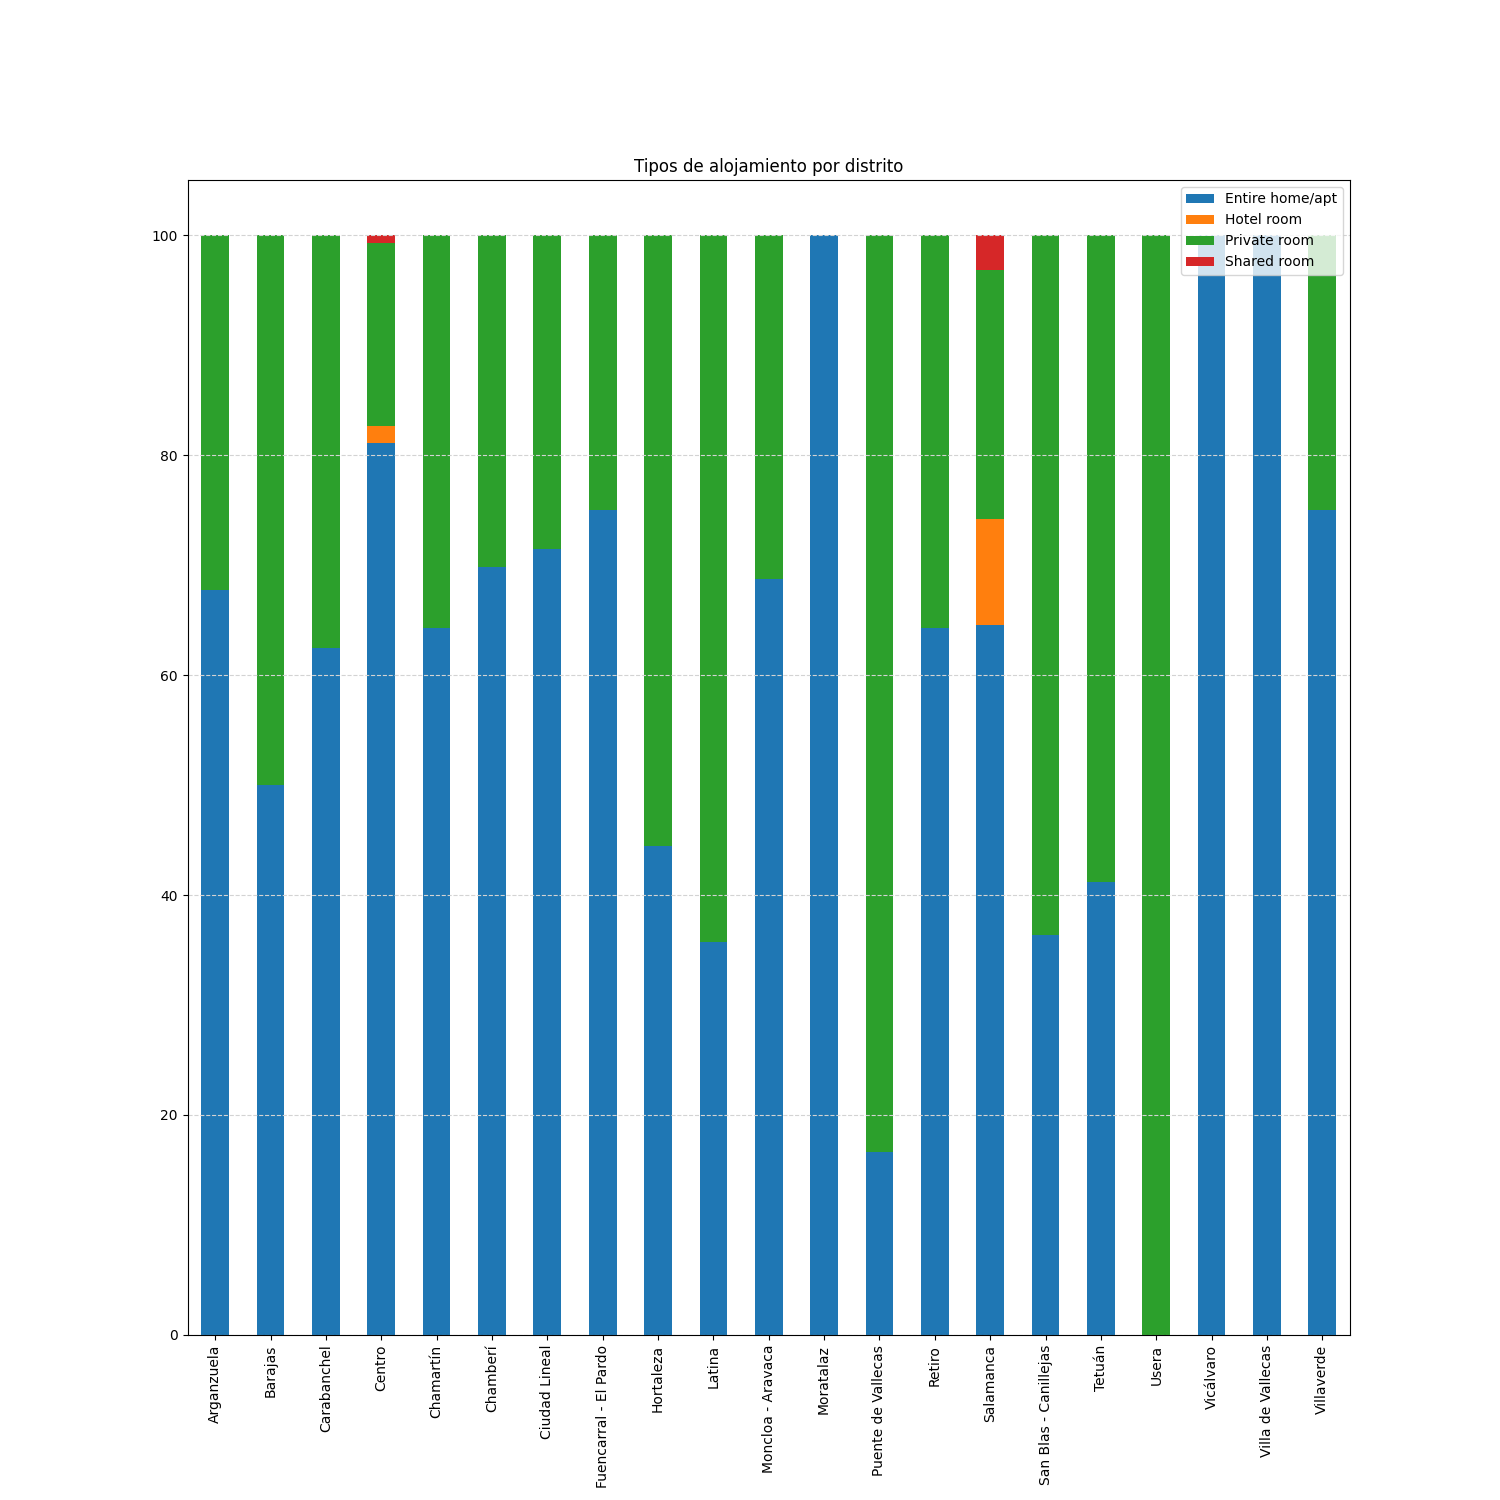 Tipos de alojamiento por distrito
Entire home/apt
Hotel room
Private room
Shared room
100
80
60
40
20
0
Arganzuela
Barajas
Carabanchel
Centro
Chamartín
Chamberí
Ciudad Lineal
Fuencarral - El Pardo
Hortaleza
Latina
Moncloa - Aravaca
Moratalaz
Puente de Vallecas
Retiro
Salamanca
San Blas - Canillejas
Tetuán
Usera
Vicálvaro
Villa de Vallecas
Villaverde